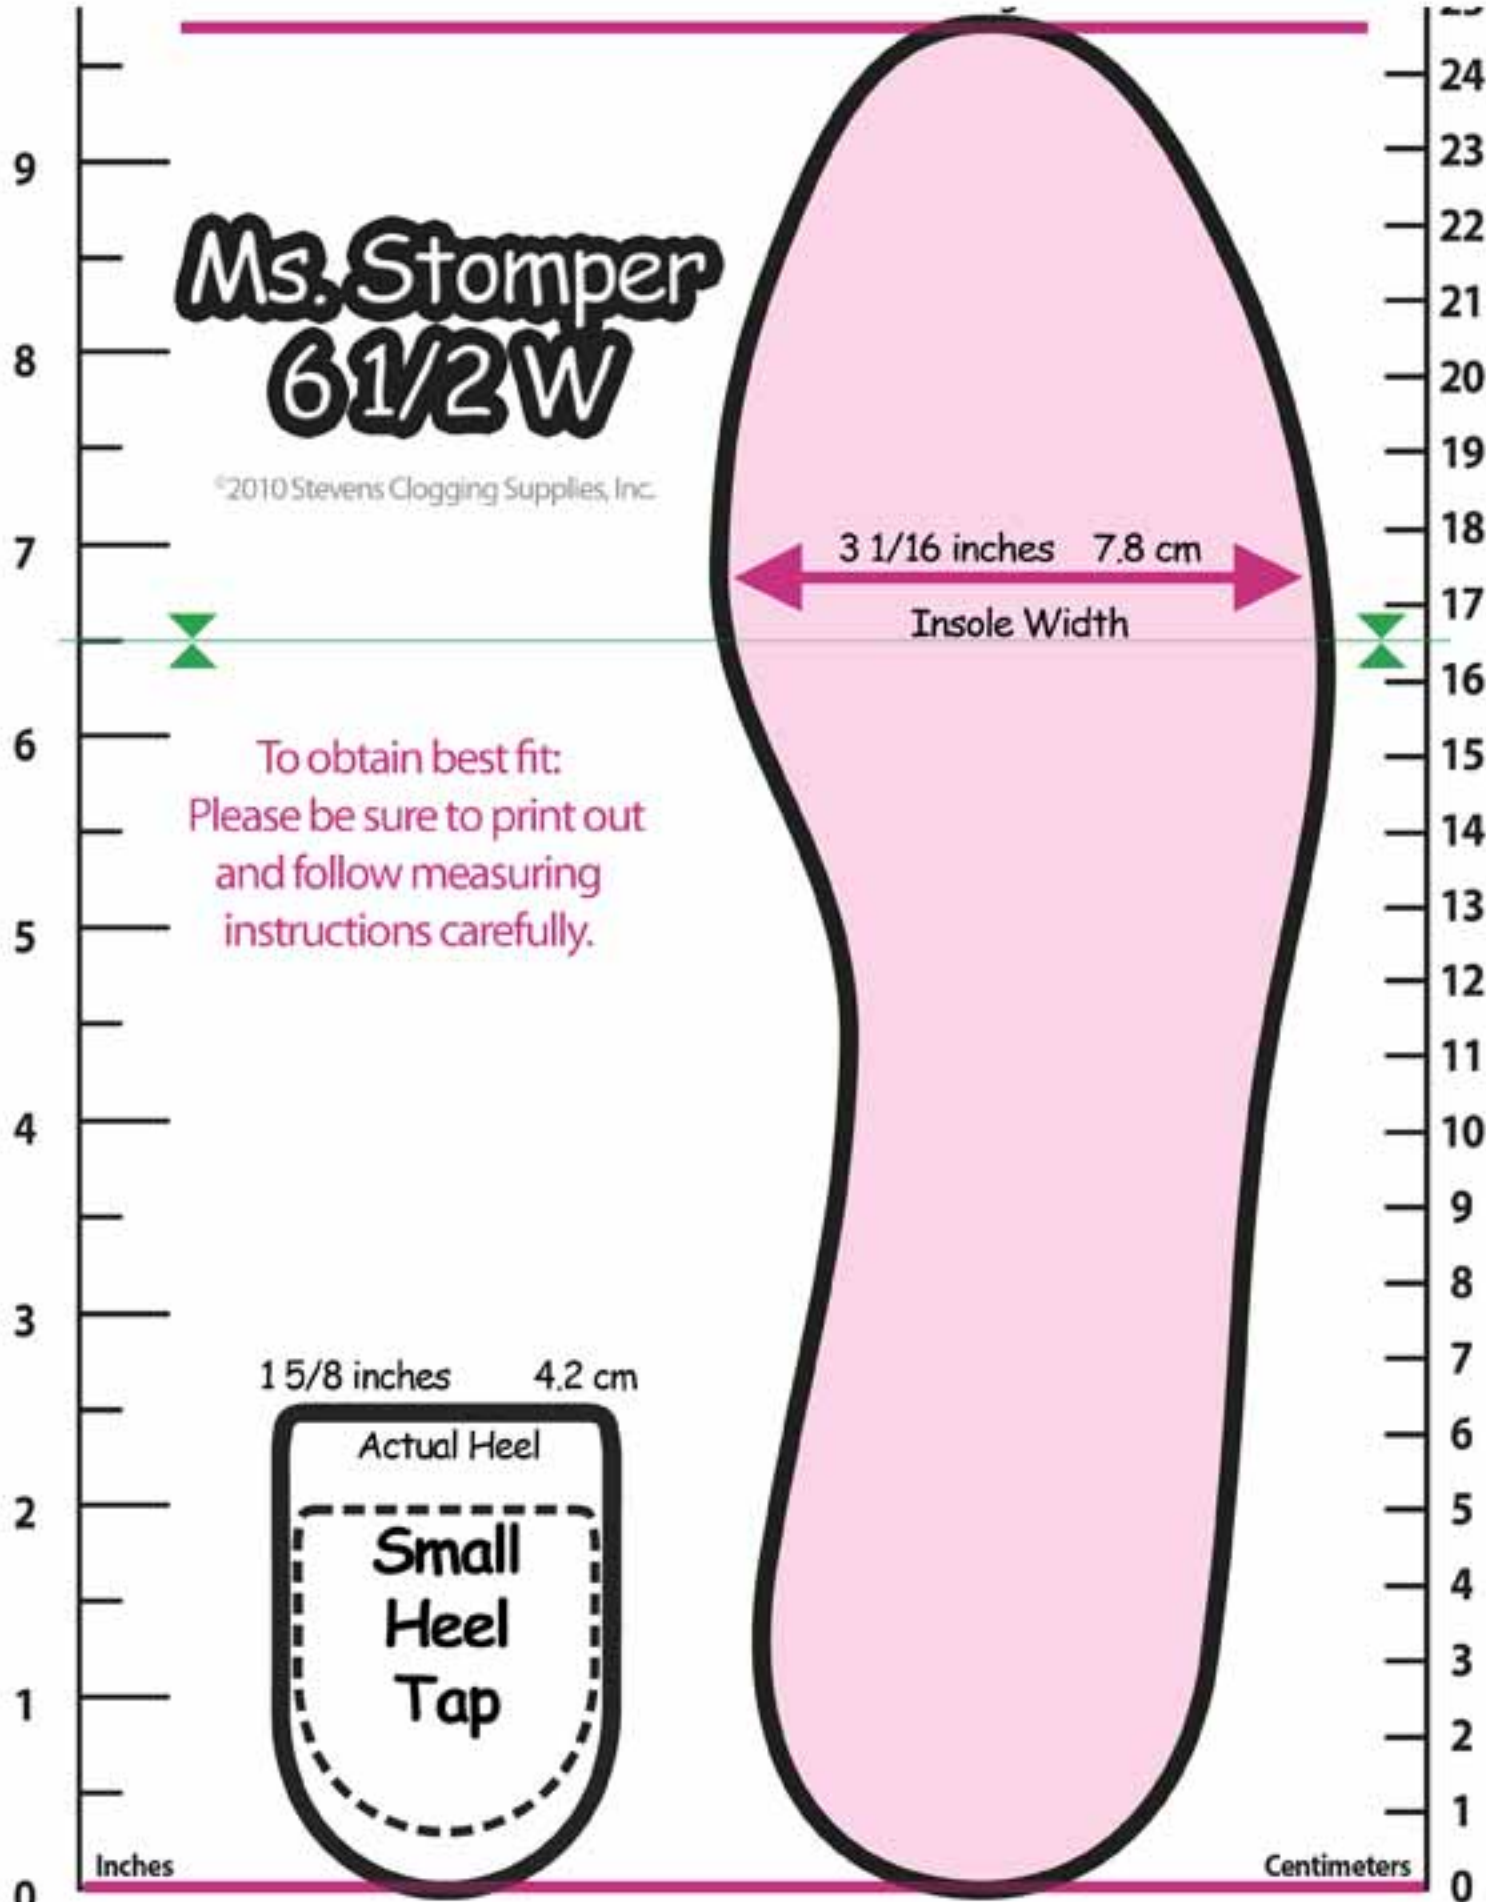 Ms. Stomper
6 1/2 W
©2010 Stevens Clogging Supplies, Inc.
3 1/16 inches 7.8 cm
Insole Width
To obtain best fit:
Please be sure to print out
and follow measuring
instructions carefully.
1 5/8 inches 4.2 cm
Actual Heel
Small
Heel
Tap
Inches
9
8
7
6
5
4
3
2
1
0
Centimeters
24
23
22
21
20
19
18
17
16
15
14
13
12
11
10
9
8
7
6
5
4
3
2
1
0